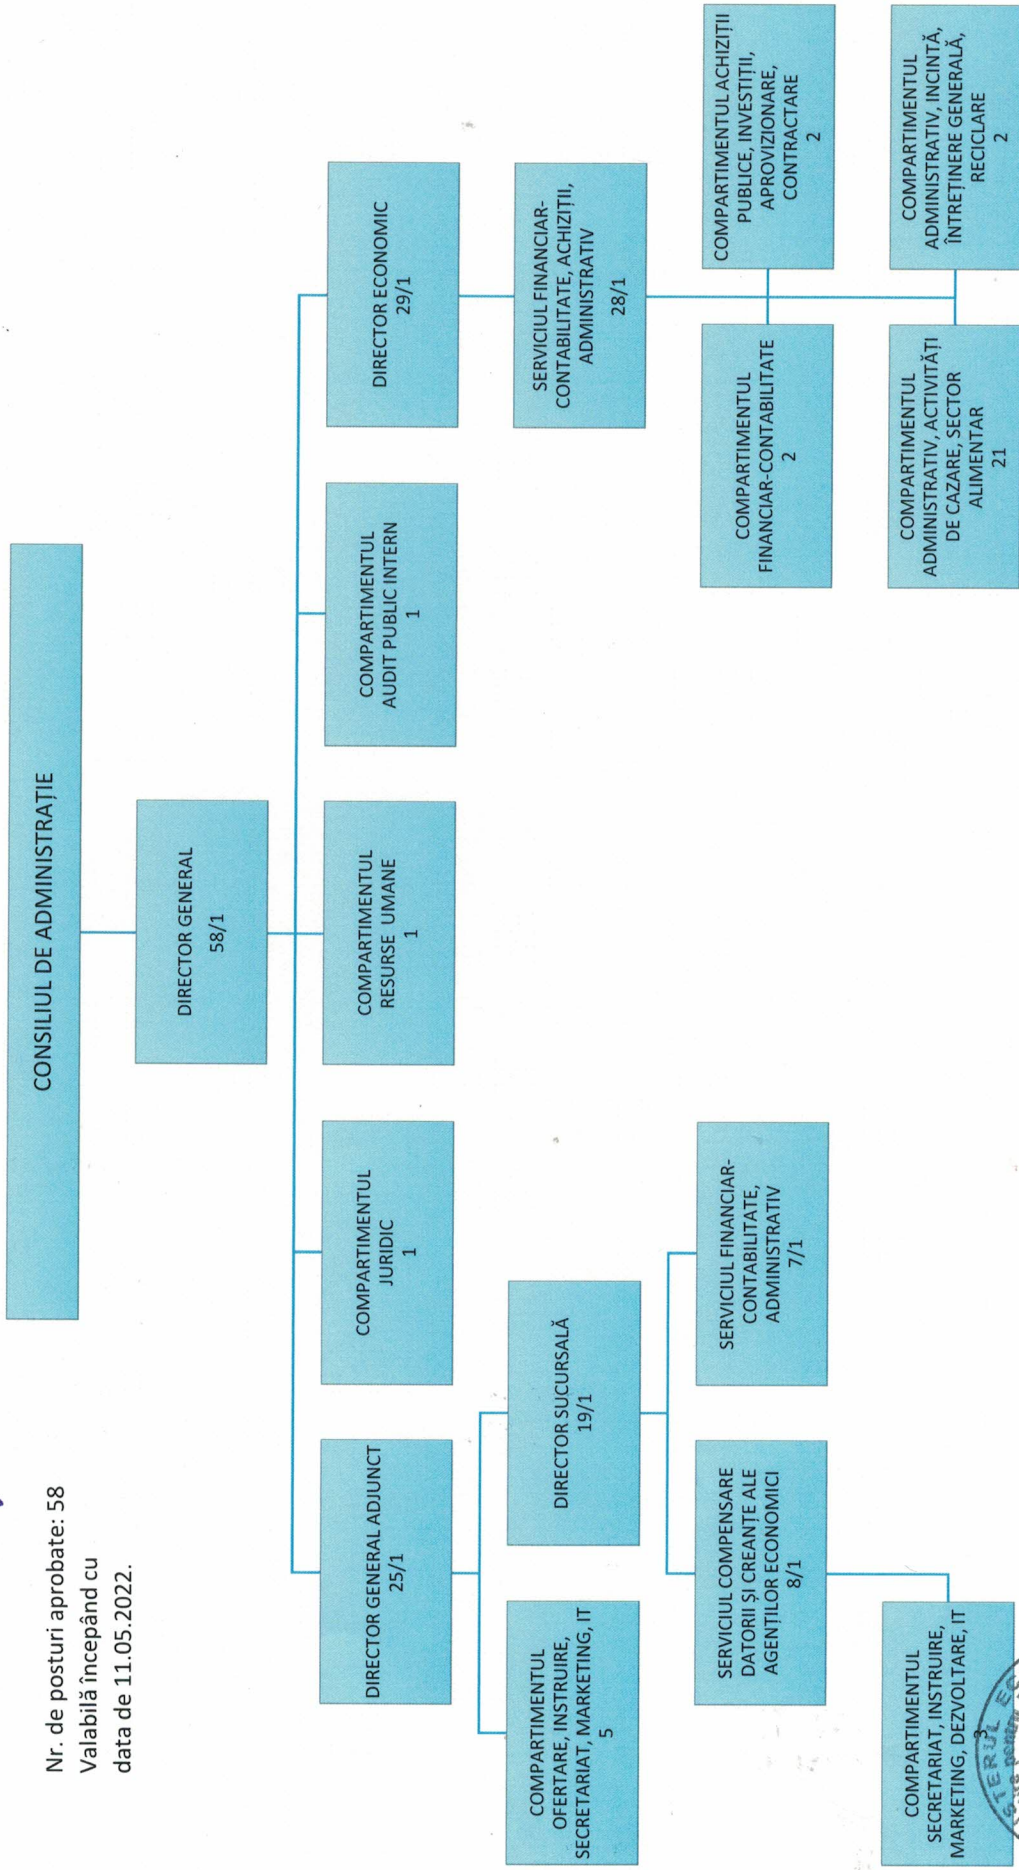 Nr. de posturi aprobate: 58
Valabilă începând cu
data de 11.05.2022.
CONSILIUL DE ADMINISTRAȚIE
DIRECTOR GENERAL
58/1
DIRECTOR GENERAL ADJUNCT
25/1
COMPARTIMENTUL
JURIDIC
1
COMPARTIMENTUL
RESURSE UMANE
1
COMPARTIMENTUL
AUDIT PUBLIC INTERN
1
DIRECTOR ECONOMIC
29/1
COMPARTIMENTUL
OFERTARE, INSTRUIRE,
SECRETARIAT, MARKETING, IT
5
DIRECTOR SUCURSALĂ
19/1
SERVICIUL FINANCIAR-
CONTABILITATE, ACHIZIȚII,
ADMINISTRATIV
28/1
SERVICIUL COMPENSARE
DATORII ȘI CREANȚE ALE
AGENȚILOR ECONOMICI
8/1
SERVICIUL FINANCIAR-
CONTABILITATE,
ADMINISTRATIV
7/1
COMPARTIMENTUL
FINANCIAR-CONTABILITATE
2
COMPARTIMENTUL ACHIZIȚII
PUBLICE, INVESTIȚII,
APROVIZIONARE,
CONTRACTARE
2
COMPARTIMENTUL
SECRETARIAT, INSTRUIRE,
MARKETING, DEZVOLTARE, IT
3
COMPARTIMENTUL
ADMINISTRATIV, ACTIVITĂȚI
DE CAZARE, SECTOR
ALIMENTAR
21
COMPARTIMENTUL
ADMINISTRATIV, INCINTĂ,
ÎNTREȚINERE GENERALĂ,
RECICLARE
2